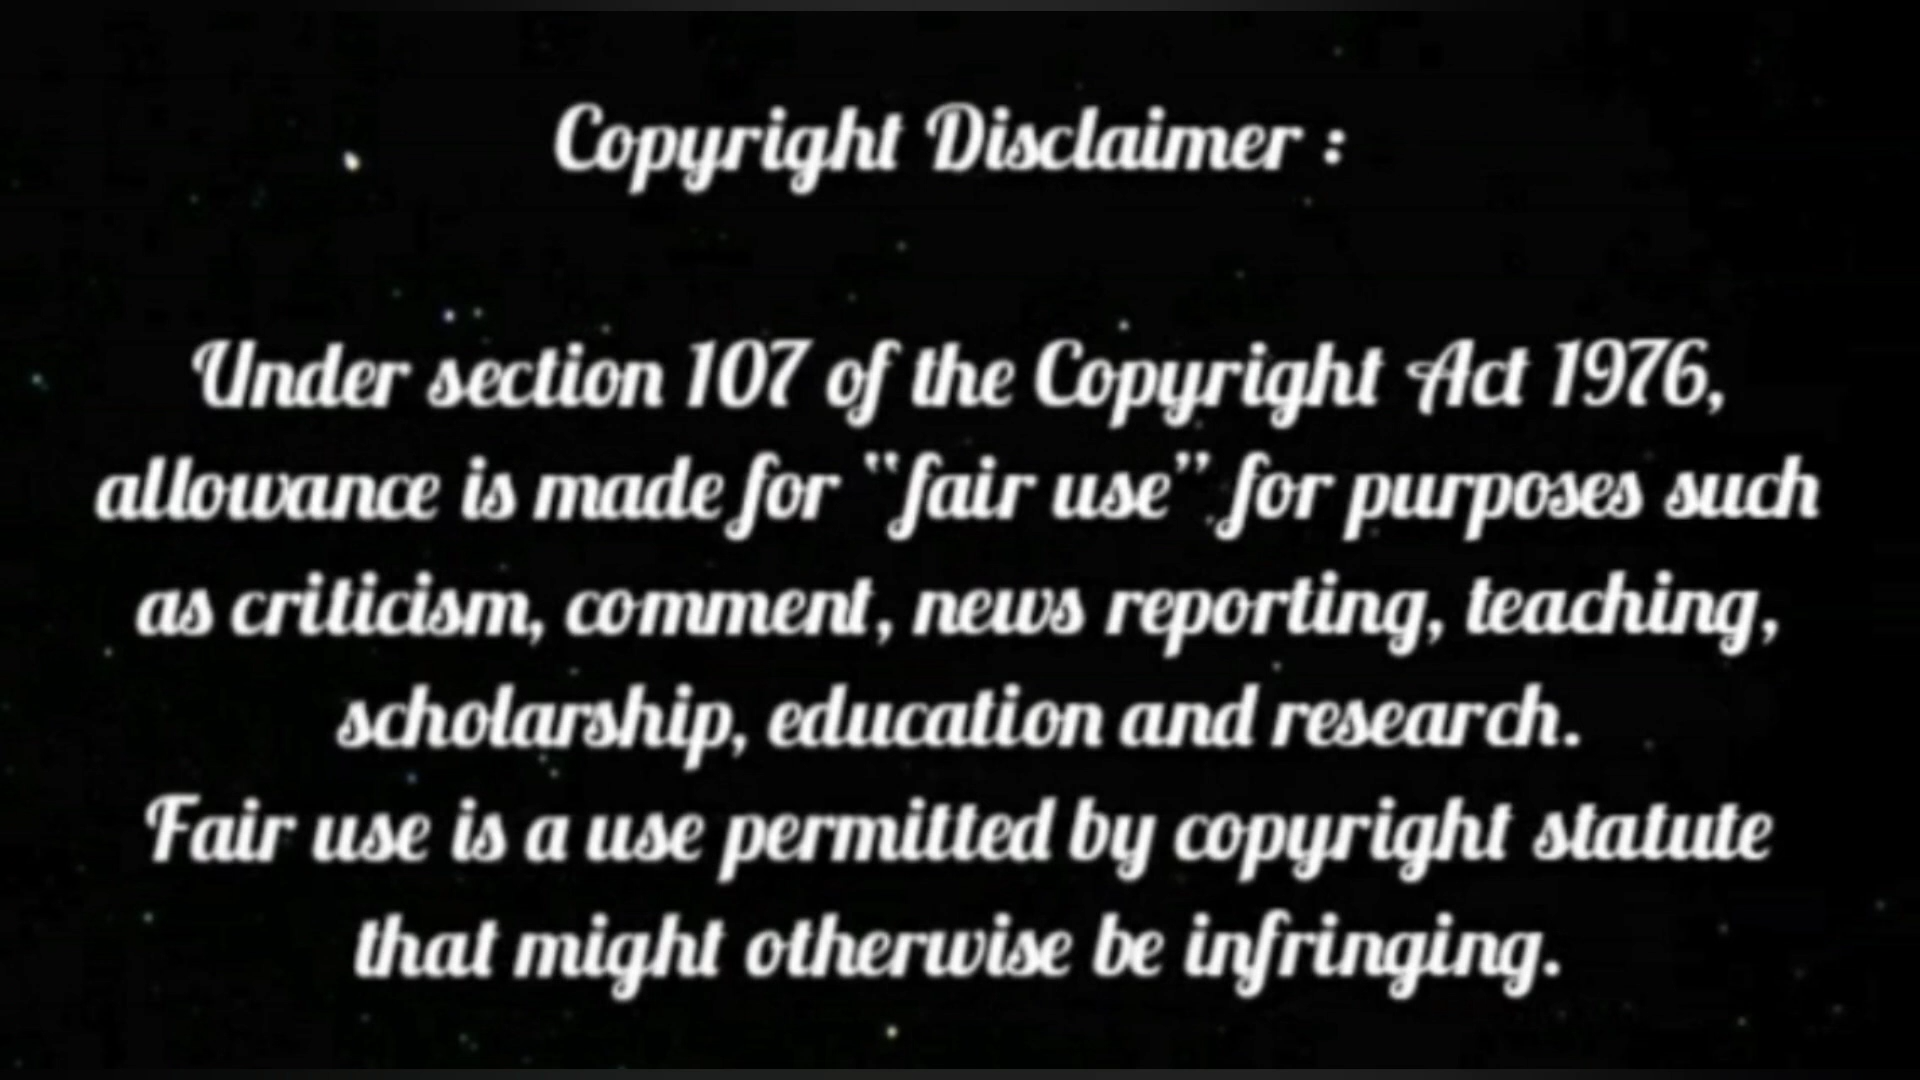 Copyright Disclaimer :
Under section 107 of the Copyright Act 1976,
allowance is made for “fair use” for purposes such
as criticism, comment, news reporting, teaching,
scholarship, education and research.
Fair use is a use permitted by copyright statute
that might otherwise be infringing.